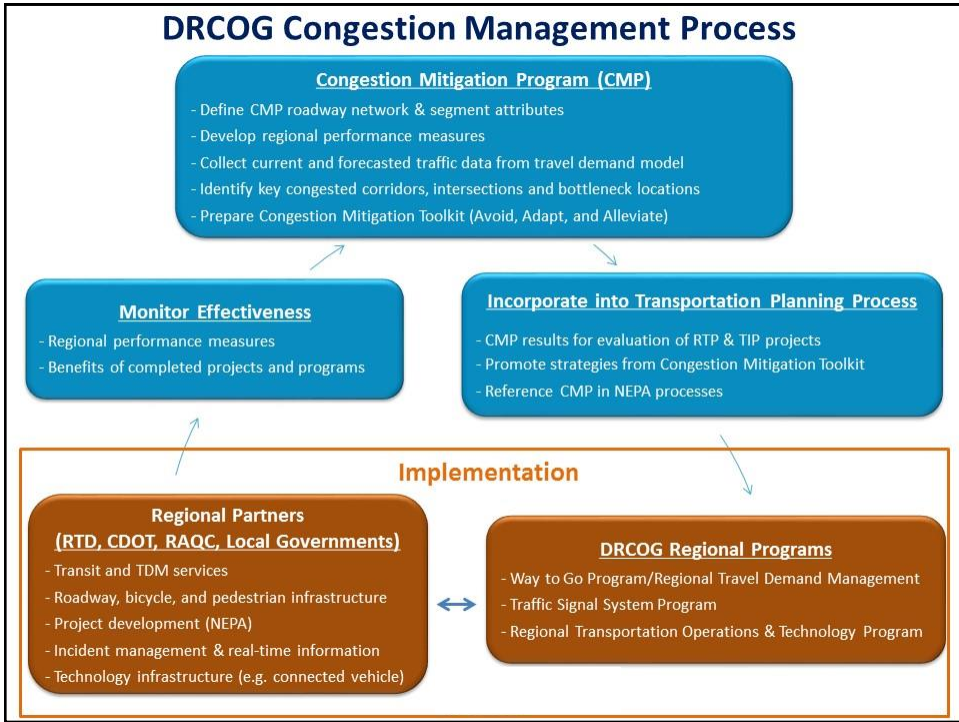 DRCOG Congestion Management Process
Congestion Mitigation Program (CMP)
- Define CMP roadway network & segment attributes
- Develop regional performance measures
- Collect current and forecasted traffic data from travel demand model
- Identify key congested corridors, intersections and bottleneck locations
- Prepare Congestion Mitigation Toolkit (Avoid, Adapt, and Alleviate)
Monitor Effectiveness
- Regional performance measures
- Benefits of completed projects and programs
Incorporate into Transportation Planning Process
- CMP results for evaluation of RTP & TIP projects
- Promote strategies from Congestion Mitigation Toolkit
- Reference CMP in NEPA processes
Implementation
Regional Partners
(RTD, CDOT, RAQC, Local Governments)
- Transit and TDM services
- Roadway, bicycle, and pedestrian infrastructure
- Project development (NEPA)
- Incident management & real-time information
- Technology infrastructure (e.g. connected vehicle)
DRCOG Regional Programs
- Way to Go Program/Regional Travel Demand Management
- Traffic Signal System Program
- Regional Transportation Operations & Technology Program